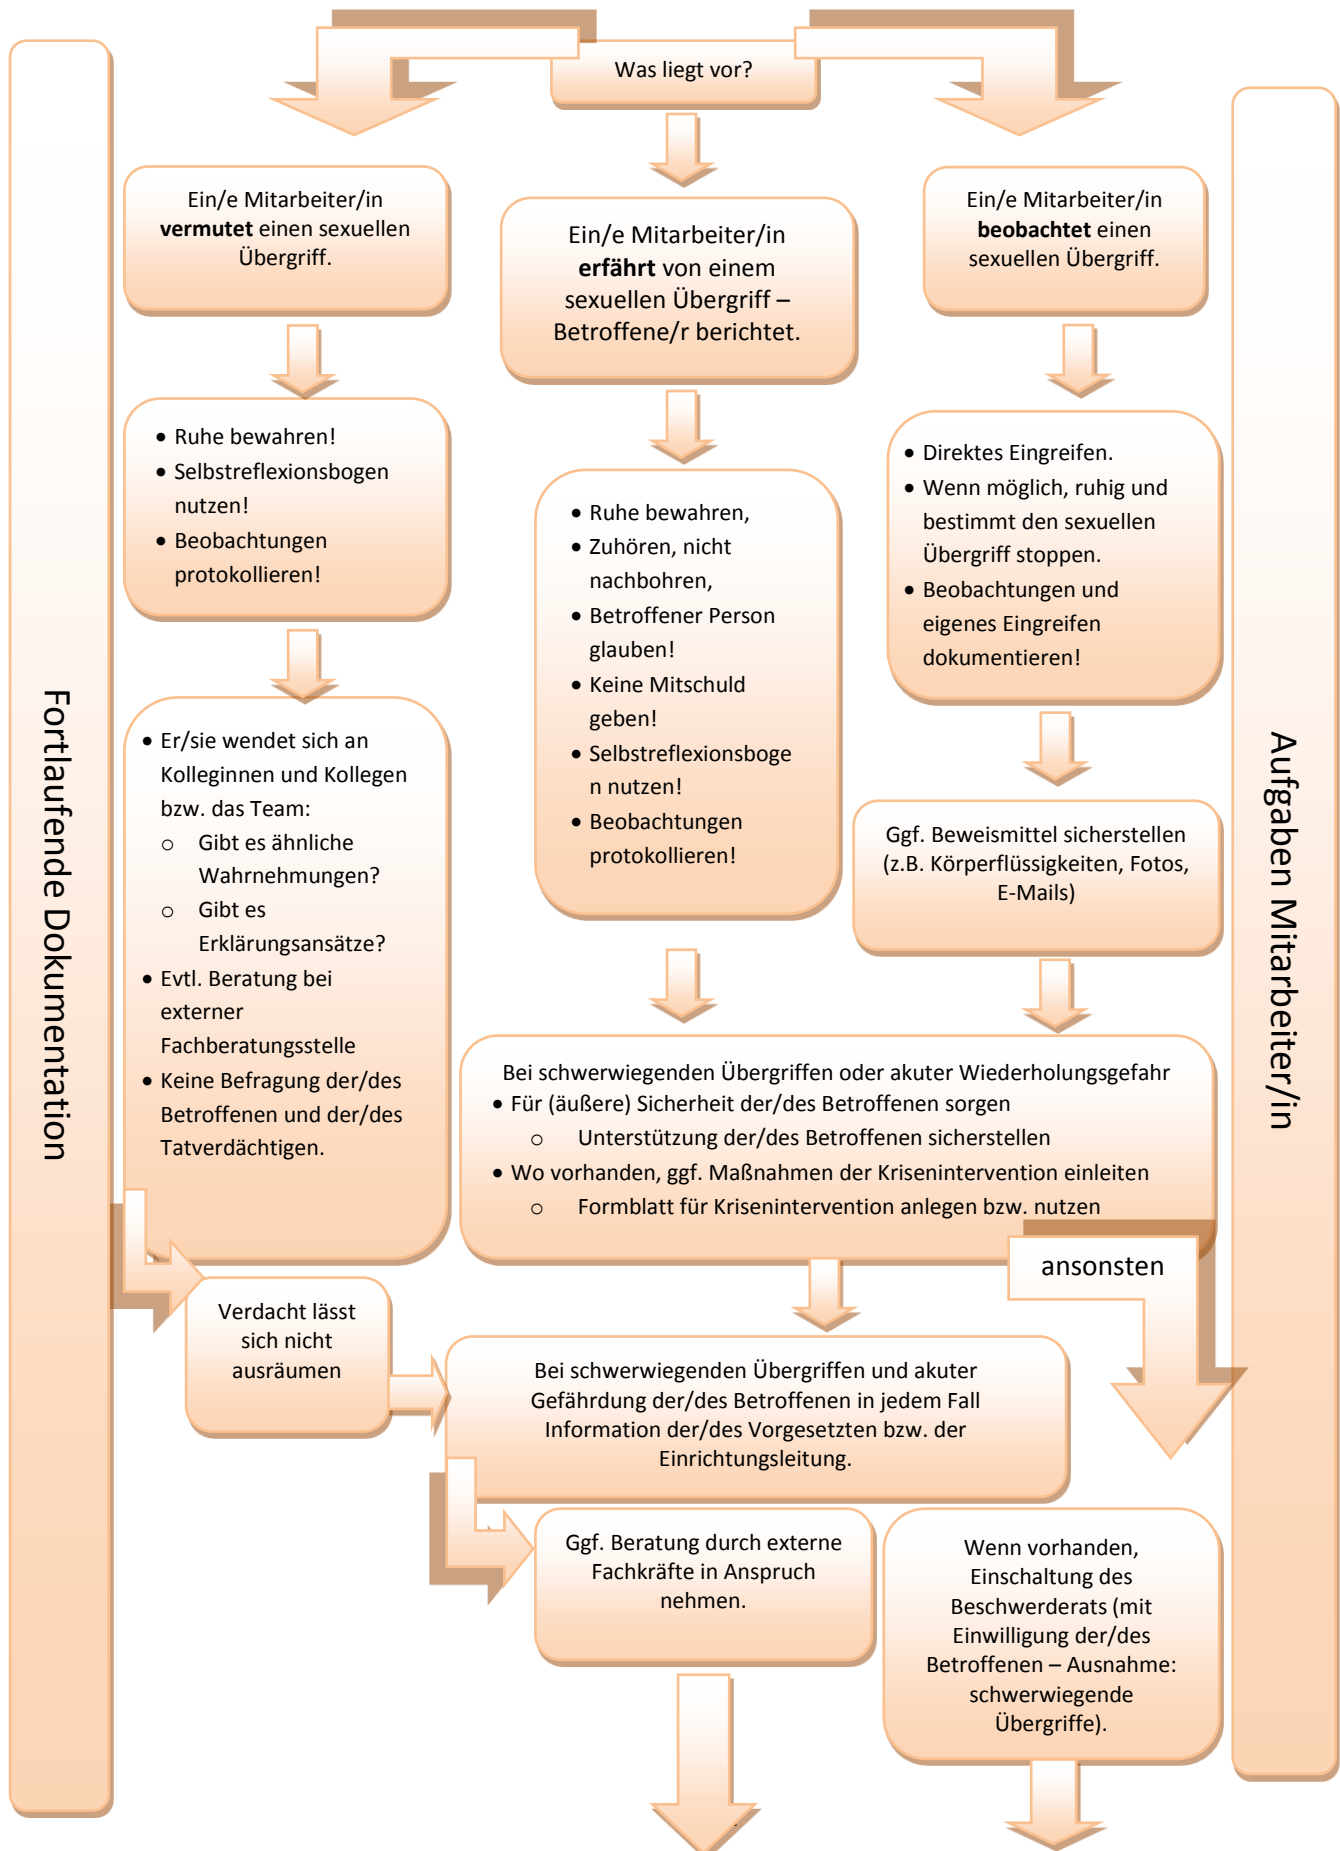 Was liegt vor?
Ein/e Mitarbeiter/in
vermutet einen sexuellen
Übergriff.
Ein/e Mitarbeiter/in
erfährt von einem
sexuellen Übergriff –
Betroffene/r berichtet.
Ein/e Mitarbeiter/in
beobachtet einen
sexuellen Übergriff.
• Ruhe bewahren!
• Selbstreflexionsbogen
nutzen!
• Beobachtungen
protokollieren!
• Ruhe bewahren,
• Zuhören, nicht
nachbohren,
• Betroffener Person
glauben!
• Keine Mitschuld
geben!
• Selbstreflexionsboge
n nutzen!
• Beobachtungen
protokollieren!
• Direktes Eingreifen.
• Wenn möglich, ruhig und
bestimmt den sexuellen
Übergriff stoppen.
• Beobachtungen und
eigenes Eingreifen
dokumentieren!
Fortlaufende Dokumentation
Aufgaben Mitarbeiter/in
• Er/sie wendet sich an
Kolleginnen und Kollegen
bzw. das Team:
o Gibt es ähnliche
Wahrnehmungen?
o Gibt es
Erklärungsansätze?
• Evtl. Beratung bei
externer
Fachberatungsstelle
• Keine Befragung der/des
Betroffenen und der/des
Tatverdächtigen.
Ggf. Beweismittel sicherstellen
(z.B. Körperflüssigkeiten, Fotos,
E-Mails)
Bei schwerwiegenden Übergriffen oder akuter Wiederholungsgefahr
• Für (äußere) Sicherheit der/des Betroffenen sorgen
o Unterstützung der/des Betroffenen sicherstellen
• Wo vorhanden, ggf. Maßnahmen der Krisenintervention einleiten
o Formblatt für Krisenintervention anlegen bzw. nutzen
ansonsten
Verdacht lässt
sich nicht
ausräumen
Bei schwerwiegenden Übergriffen und akuter
Gefährdung der/des Betroffenen in jedem Fall
Information der/des Vorgesetzten bzw. der
Einrichtungsleitung.
Ggf. Beratung durch externe
Fachkräfte in Anspruch
nehmen.
Wenn vorhanden,
Einschaltung des
Beschwerderats (mit
Einwilligung der/des
Betroffenen – Ausnahme:
schwerwiegende
Übergriffe).